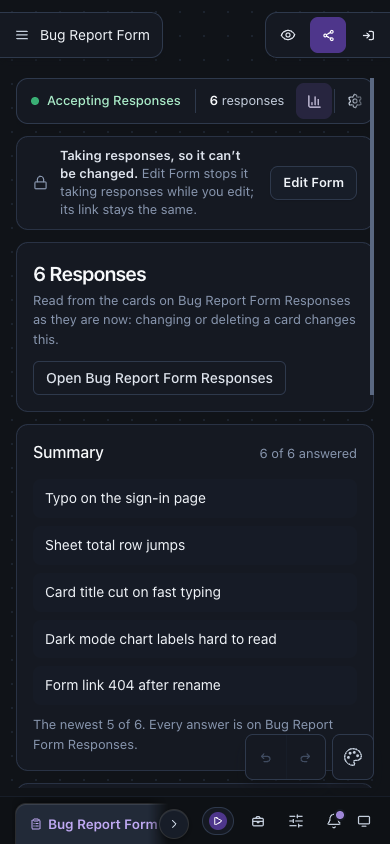 Bug Report Form
Accepting Responses
6 responses
Taking responses, so it can't
be changed. Edit Form stops it
taking responses while you edit;
its link stays the same.
Edit Form
6 Responses
Read from the cards on Bug Report Form Responses
as they are now: changing or deleting a card changes
this.
Open Bug Report Form Responses
Summary
6 of 6 answered
Typo on the sign-in page
Sheet total row jumps
Card title cut on fast typing
Dark mode chart labels hard to read
Form link 404 after rename
The newest 5 of 6. Every answer is on Bug Report
Form Responses.
Bug Report Form